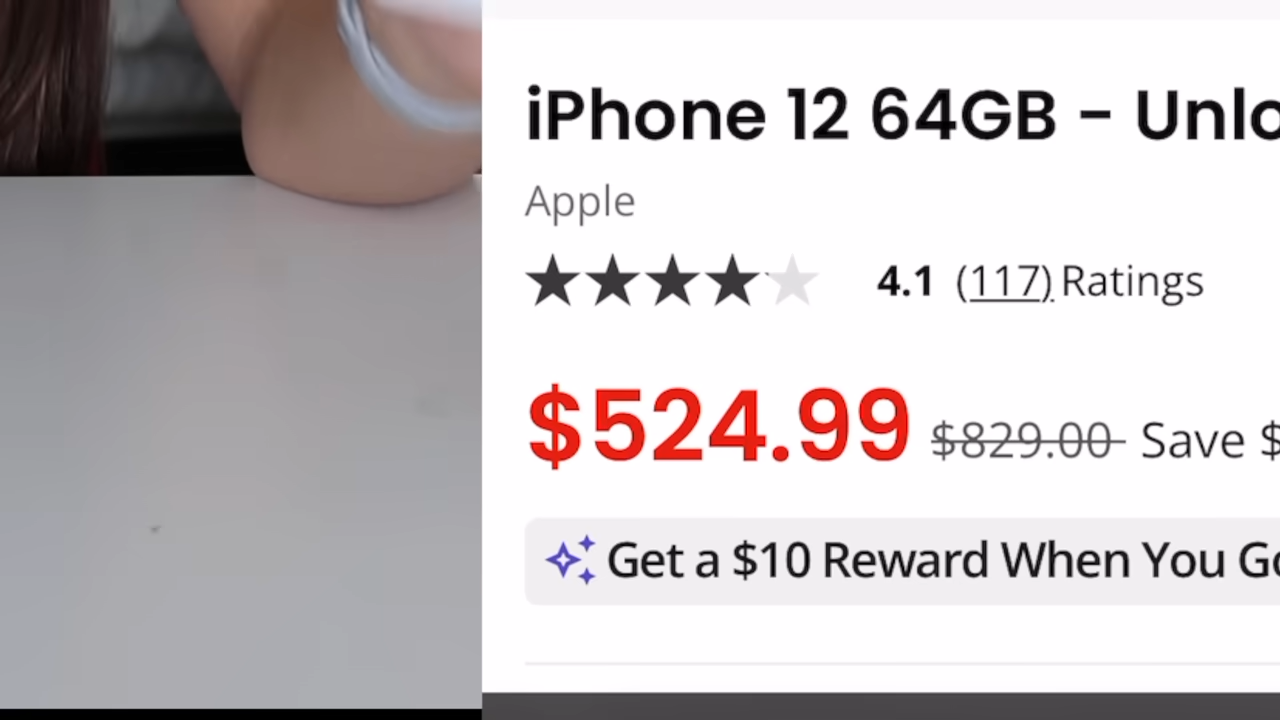 iPhone 12 64GB - Unlo
Apple
4.1 (117) Ratings
$524.99 $829.00 Save $
Get a $10 Reward When You Go